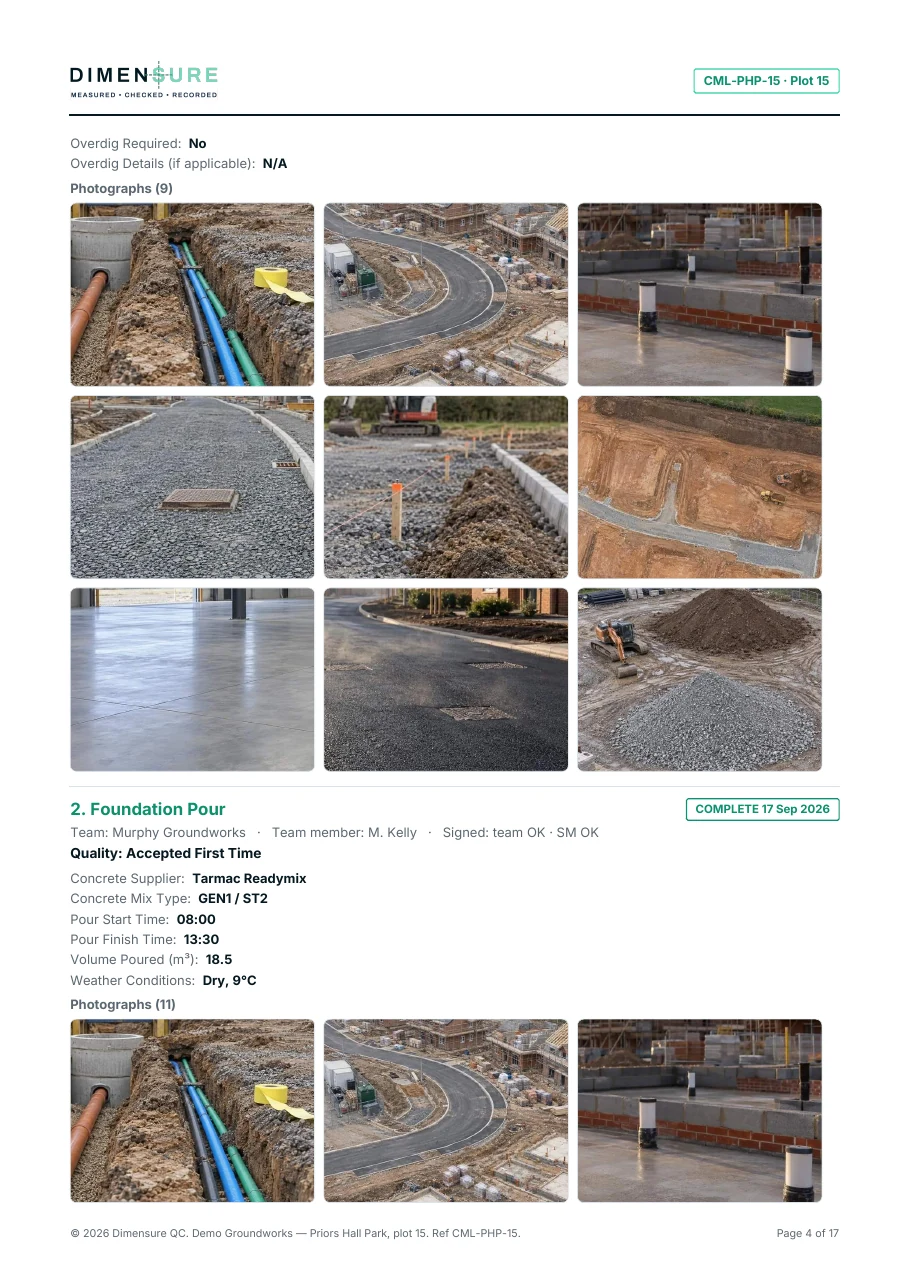 DIMENSURE
MEASURED • CHECKED • RECORDED
CML-PHP-15 · Plot 15
Overdig Required: No
Overdig Details (if applicable): N/A
Photographs (9)
2. Foundation Pour
COMPLETE 17 Sep 2026
Team: Murphy Groundworks · Team member: M. Kelly · Signed: team OK · SM OK
Quality: Accepted First Time
Concrete Supplier: Tarmac Readymix
Concrete Mix Type: GEN1 / ST2
Pour Start Time: 08:00
Pour Finish Time: 13:30
Volume Poured (m³): 18.5
Weather Conditions: Dry, 9°C
Photographs (11)
© 2026 Dimensure QC. Demo Groundworks — Priors Hall Park, plot 15. Ref CML-PHP-15.
Page 4 of 17